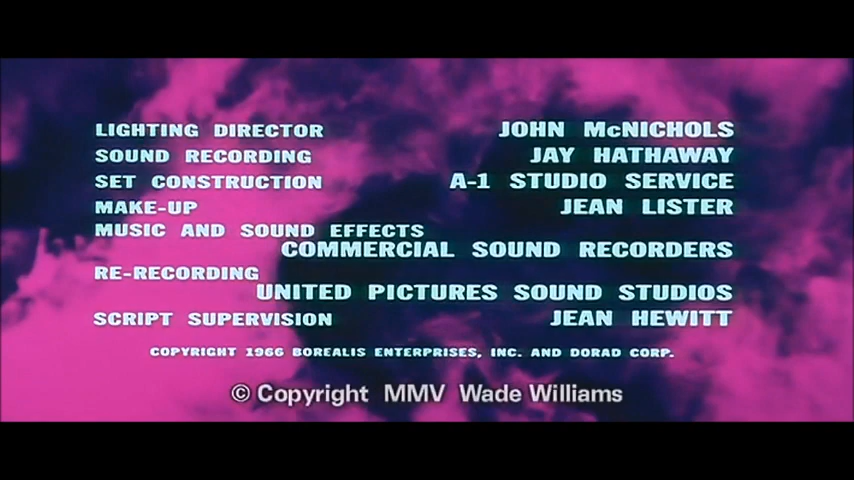 LIGHTING DIRECTOR JOHN McNICHOLS
SOUND RECORDING JAY HATHAWAY
SET CONSTRUCTION A-1 STUDIO SERVICE
MAKE-UP JEAN LISTER
MUSIC AND SOUND EFFECTS
COMMERCIAL SOUND RECORDERS
RE-RECORDING
UNITED PICTURES SOUND STUDIOS
SCRIPT SUPERVISION JEAN HEWITT
COPYRIGHT 1966 BOREALIS ENTERPRISES, INC. AND DORAD CORP.
© Copyright MMV Wade Williams